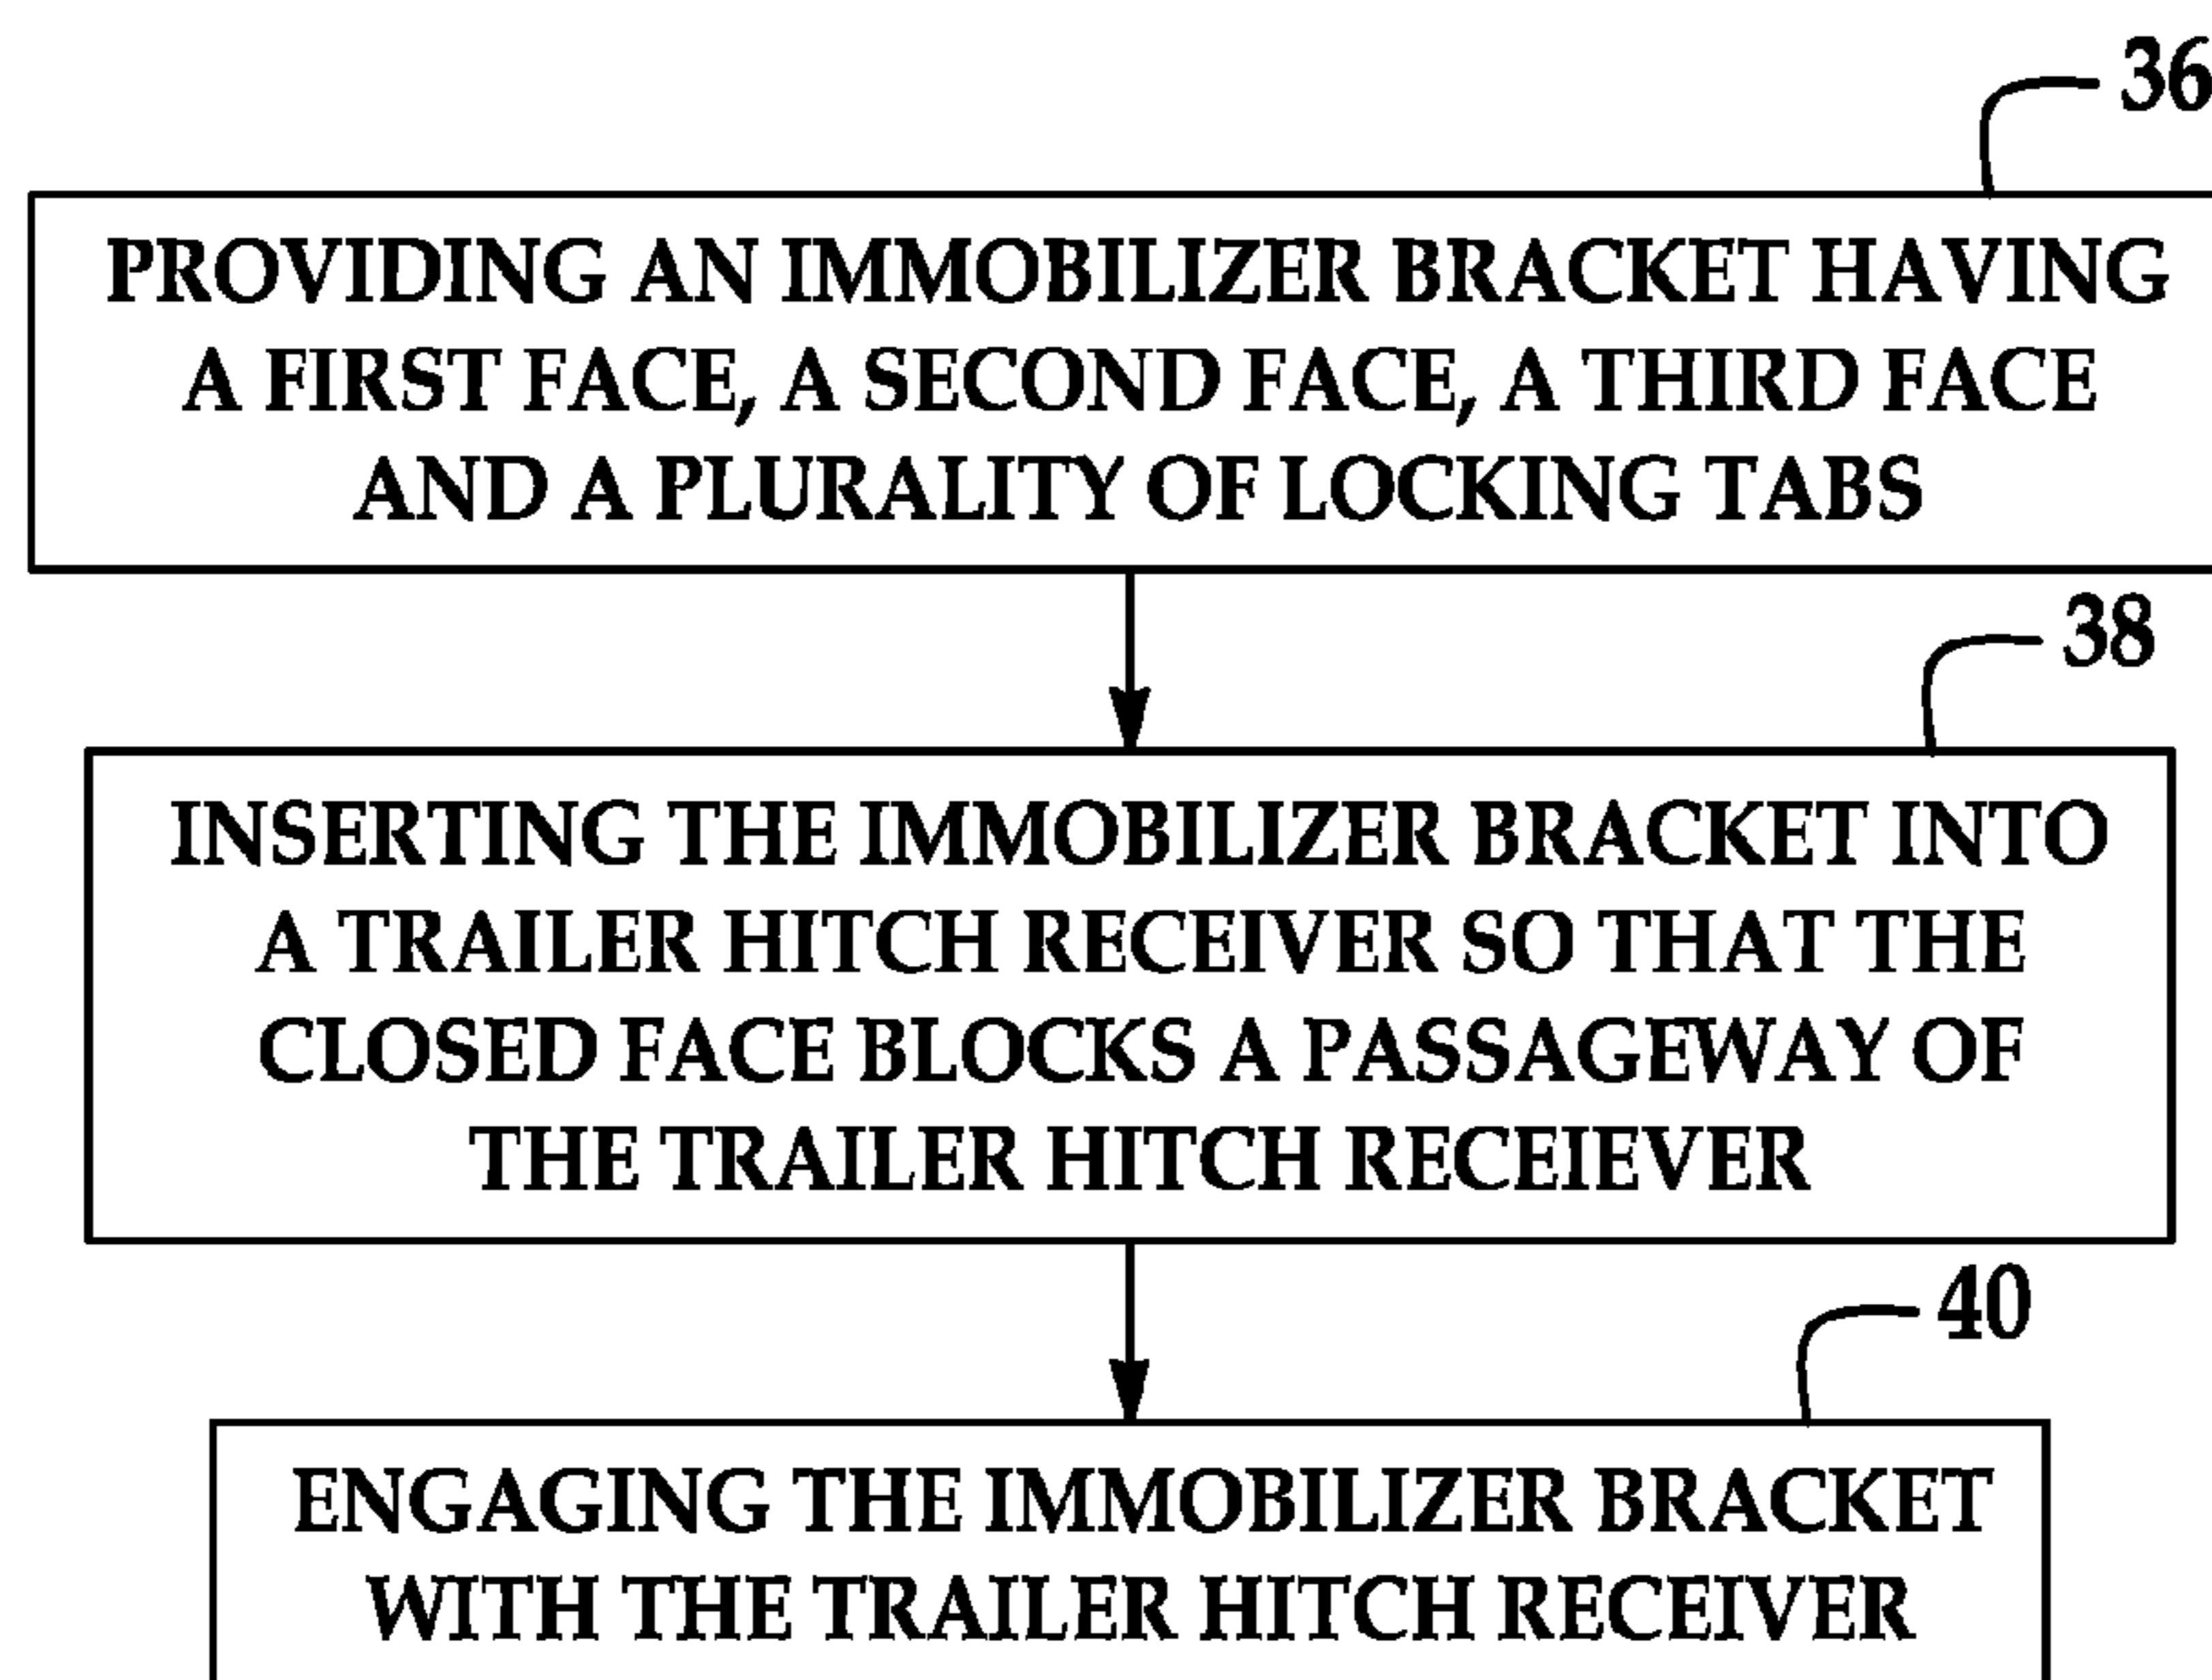 36
PROVIDING AN IMMOBILIZER BRACKET HAVING
A FIRST FACE, A SECOND FACE, A THIRD FACE
AND A PLURALITY OF LOCKING TABS
38
INSERTING THE IMMOBILIZER BRACKET INTO
A TRAILER HITCH RECEIVER SO THAT THE
CLOSED FACE BLOCKS A PASSAGEWAY OF
THE TRAILER HITCH RECEIEVER
40
ENGAGING THE IMMOBILIZER BRACKET
WITH THE TRAILER HITCH RECEIVER